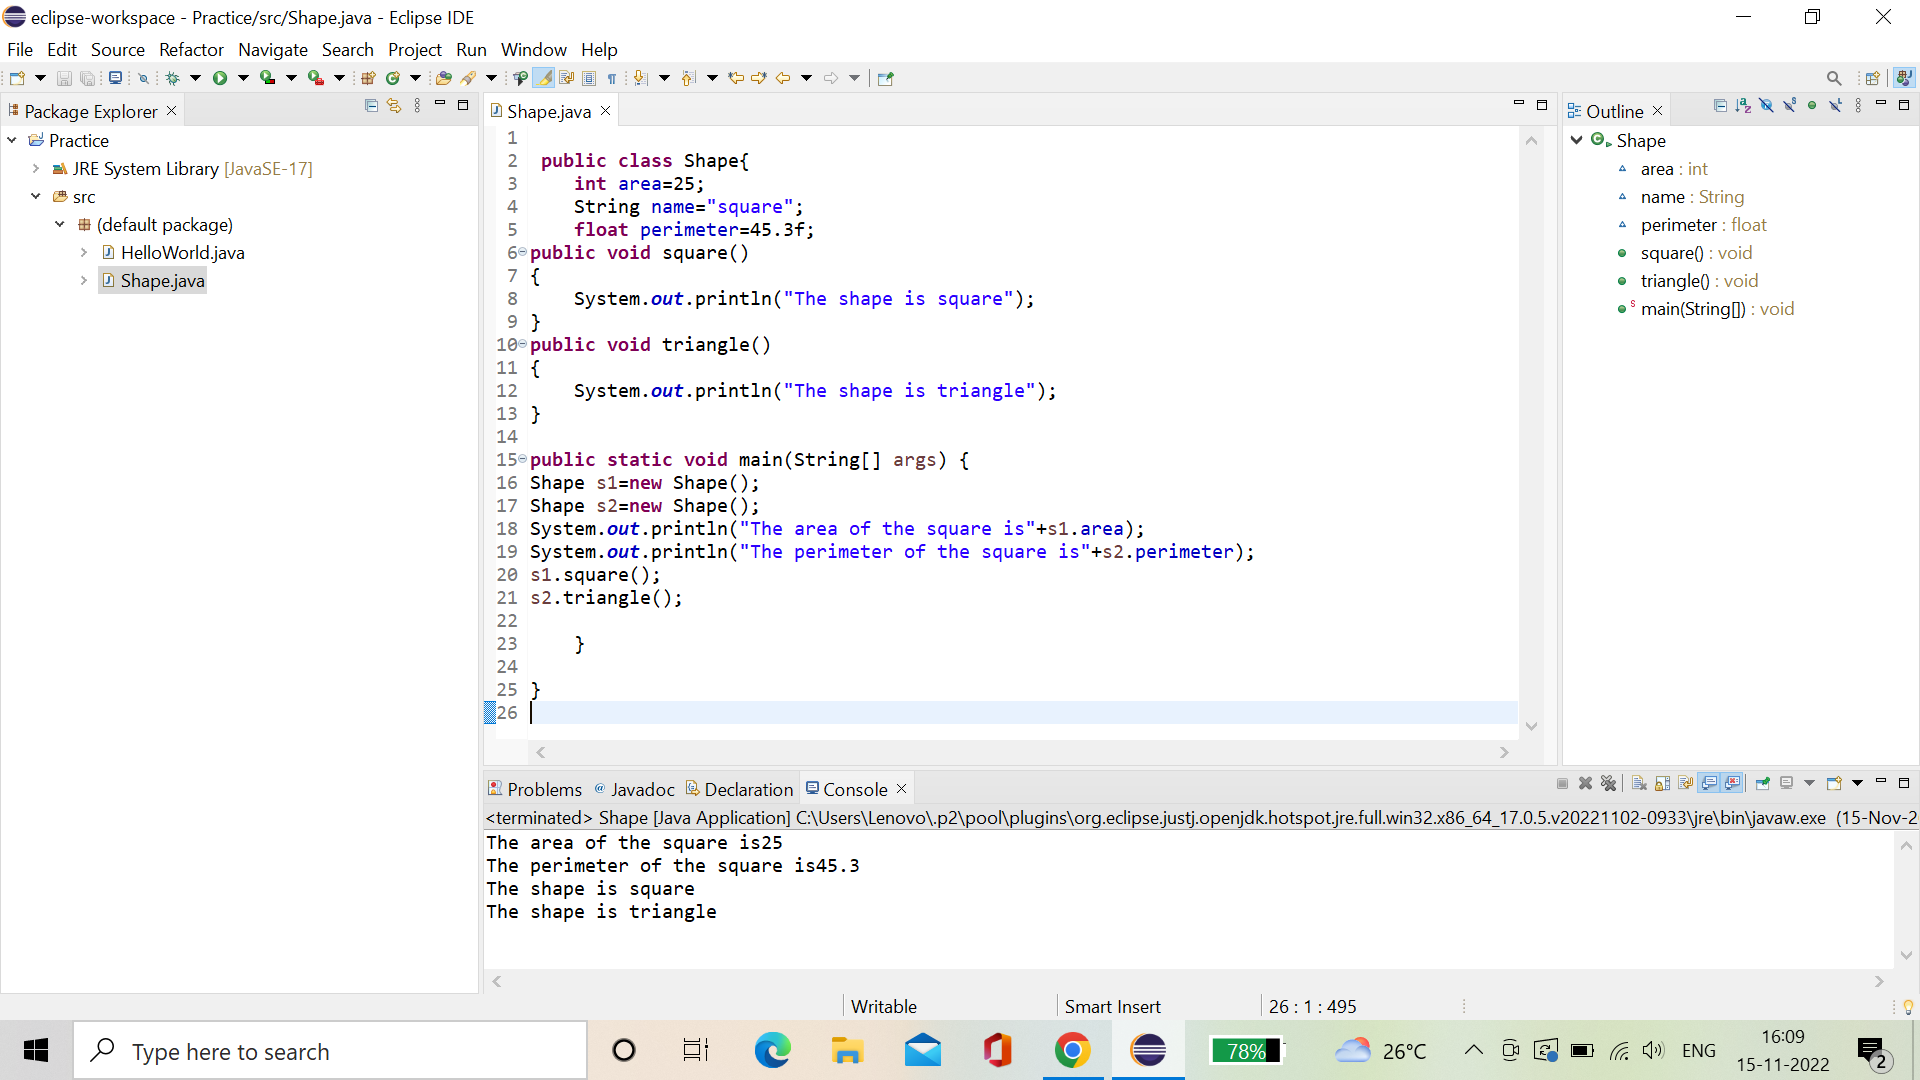 eclipse-workspace - Practice/src/Shape.java - Eclipse IDE
File Edit Source Refactor Navigate Search Project Run Window Help
Package Explorer
Practice
JRE System Library [JavaSE-17]
src
(default package)
HelloWorld.java
Shape.java
Shape.java
1
2 public class Shape{
3 int area=25;
4 String name="square";
5 float perimeter=45.3f;
6 public void square()
7 {
8 System.out.println("The shape is square");
9 }
10 public void triangle()
11 {
12 System.out.println("The shape is triangle");
13 }
14
15 public static void main(String[] args) {
16 Shape s1=new Shape();
17 Shape s2=new Shape();
18 System.out.println("The area of the square is"+s1.area);
19 System.out.println("The perimeter of the square is"+s2.perimeter);
20 s1.square();
21 s2.triangle();
22
23 }
24
25 }
26
Outline
Shape
area : int
name : String
perimeter : float
square() : void
triangle() : void
main(String[]) : void
Problems @ Javadoc Declaration Console
<terminated> Shape [Java Application] C:\Users\Lenovo\.p2\pool\plugins\org.eclipse.justj.openjdk.hotspot.jre.full.win32.x86_64_17.0.5.v20221102-0933\jre\bin\javaw.exe (15-Nov-2
The area of the square is25
The perimeter of the square is45.3
The shape is square
The shape is triangle
Writable Smart Insert 26 : 1 : 495
Type here to search
78%
26°C
ENG
16:09
15-11-2022
2